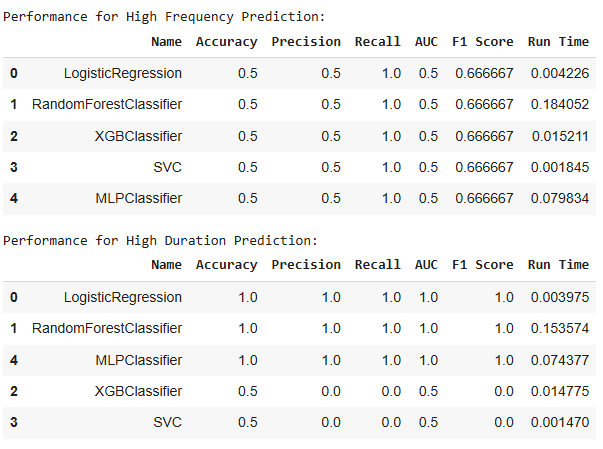 Performance for High Frequency Prediction:
Name Accuracy Precision Recall AUC F1 Score Run Time
0 LogisticRegression 0.5 0.5 1.0 0.5 0.666667 0.004226
1 RandomForestClassifier 0.5 0.5 1.0 0.5 0.666667 0.184052
2 XGBClassifier 0.5 0.5 1.0 0.5 0.666667 0.015211
3 SVC 0.5 0.5 1.0 0.5 0.666667 0.001845
4 MLPClassifier 0.5 0.5 1.0 0.5 0.666667 0.079834
Performance for High Duration Prediction:
Name Accuracy Precision Recall AUC F1 Score Run Time
0 LogisticRegression 1.0 1.0 1.0 1.0 1.0 0.003975
1 RandomForestClassifier 1.0 1.0 1.0 1.0 1.0 0.153574
4 MLPClassifier 1.0 1.0 1.0 1.0 1.0 0.074377
2 XGBClassifier 0.5 0.0 0.0 0.5 0.0 0.014775
3 SVC 0.5 0.0 0.0 0.5 0.0 0.001470